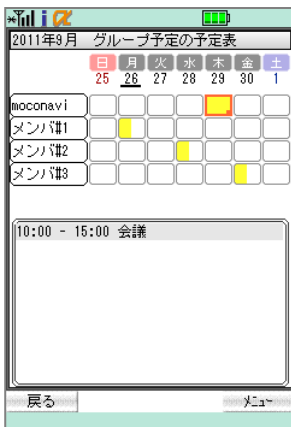 iα
2011年9月 グループ予定の予定表
日 月 火 水 木 金 土
25 26 27 28 29 30 1
moconavi
メンバ#1
メンバ#2
メンバ#3
10:00 - 15:00 会議
戻る メニュー